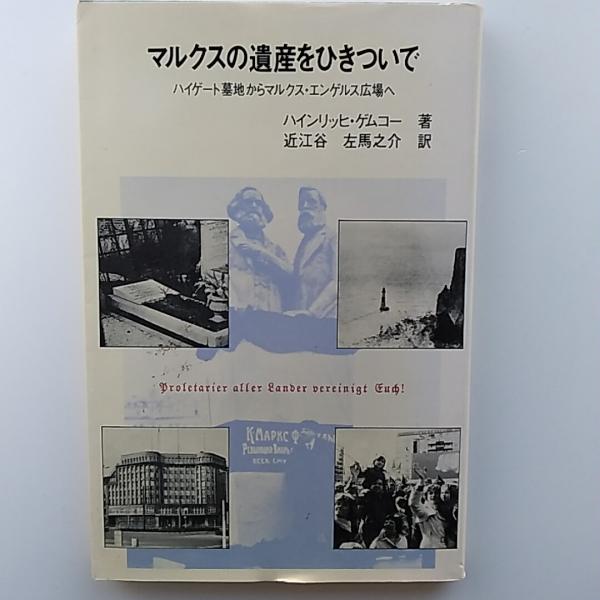 マルクスの遺産をひきついで
ハイゲート墓地からマルクス・エンゲルス広場へ
ハインリッヒ・ゲムコー 著
近江谷 左馬之介 訳
Proletarier aller Lander vereinigt Euch!
К МАРКС Ф